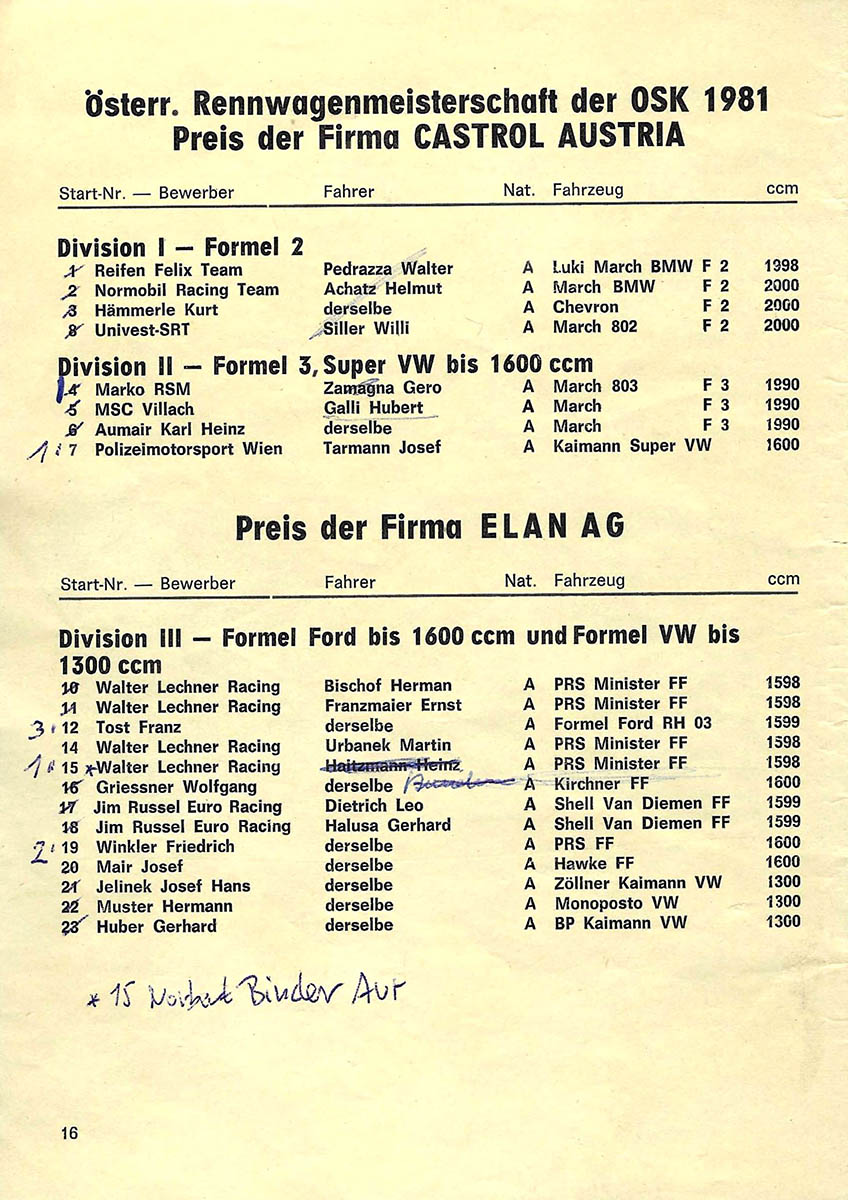 Österr. Rennwagenmeisterschaft der OSK 1981
Preis der Firma CASTROL AUSTRIA
Start-Nr. — Bewerber Fahrer Nat. Fahrzeug ccm
Division I — Formel 2
1 Reifen Felix Team Pedrazza Walter A Luki March BMW F 2 1998
2 Normobil Racing Team Achatz Helmut A March BMW F 2 2000
3 Hämmerle Kurt derselbe A Chevron F 2 2000
8 Univest-SRT Siller Willi A March 802 F 2 2000
Division II — Formel 3, Super VW bis 1600 ccm
4 Marko RSM Zamagna Gero A March 803 F 3 1990
5 MSC Villach Galli Hubert A March F 3 1990
6 Aumair Karl Heinz derselbe A March F 3 1990
1. 7 Polizeimotorsport Wien Tarmann Josef A Kaimann Super VW 1600
Preis der Firma ELAN AG
Start-Nr. — Bewerber Fahrer Nat. Fahrzeug ccm
Division III — Formel Ford bis 1600 ccm und Formel VW bis
1300 ccm
10 Walter Lechner Racing Bischof Herman A PRS Minister FF 1598
11 Walter Lechner Racing Franzmaier Ernst A PRS Minister FF 1598
3. 12 Tost Franz derselbe A Formel Ford RH 03 1599
14 Walter Lechner Racing Urbanek Martin A PRS Minister FF 1598
1. 15 *Walter Lechner Racing Haitzmann Heinz A PRS Minister FF 1598
16 Griessner Wolfgang derselbe A Kirchner FF 1600
17 Jim Russel Euro Racing Dietrich Leo A Shell Van Diemen FF 1599
18 Jim Russel Euro Racing Halusa Gerhard A Shell Van Diemen FF 1599
2. 19 Winkler Friedrich derselbe A PRS FF 1600
20 Mair Josef derselbe A Hawke FF 1600
21 Jelinek Josef Hans derselbe A Zöllner Kaimann VW 1300
22 Muster Hermann derselbe A Monoposto VW 1300
23 Huber Gerhard derselbe A BP Kaimann VW 1300
* 15 Norbert Binder Aut
16